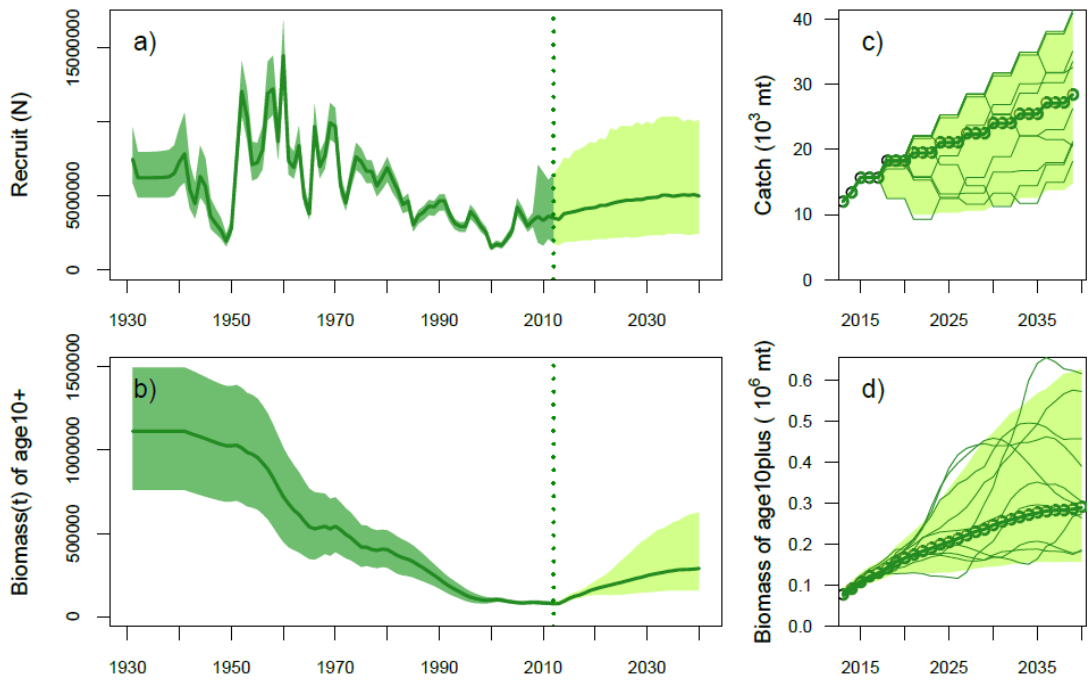 a)
Recruit (N)
0 5000000 15000000
1930 1950 1970 1990 2010 2030
b)
Biomass(t) of age10+
0 500000 1000000 1500000
1930 1950 1970 1990 2010 2030
c)
Catch (10³ mt)
0 10 20 30 40
2015 2025 2035
d)
Biomass of age10plus ( 10⁶ mt)
0.0 0.1 0.2 0.3 0.4 0.5 0.6
2015 2025 2035